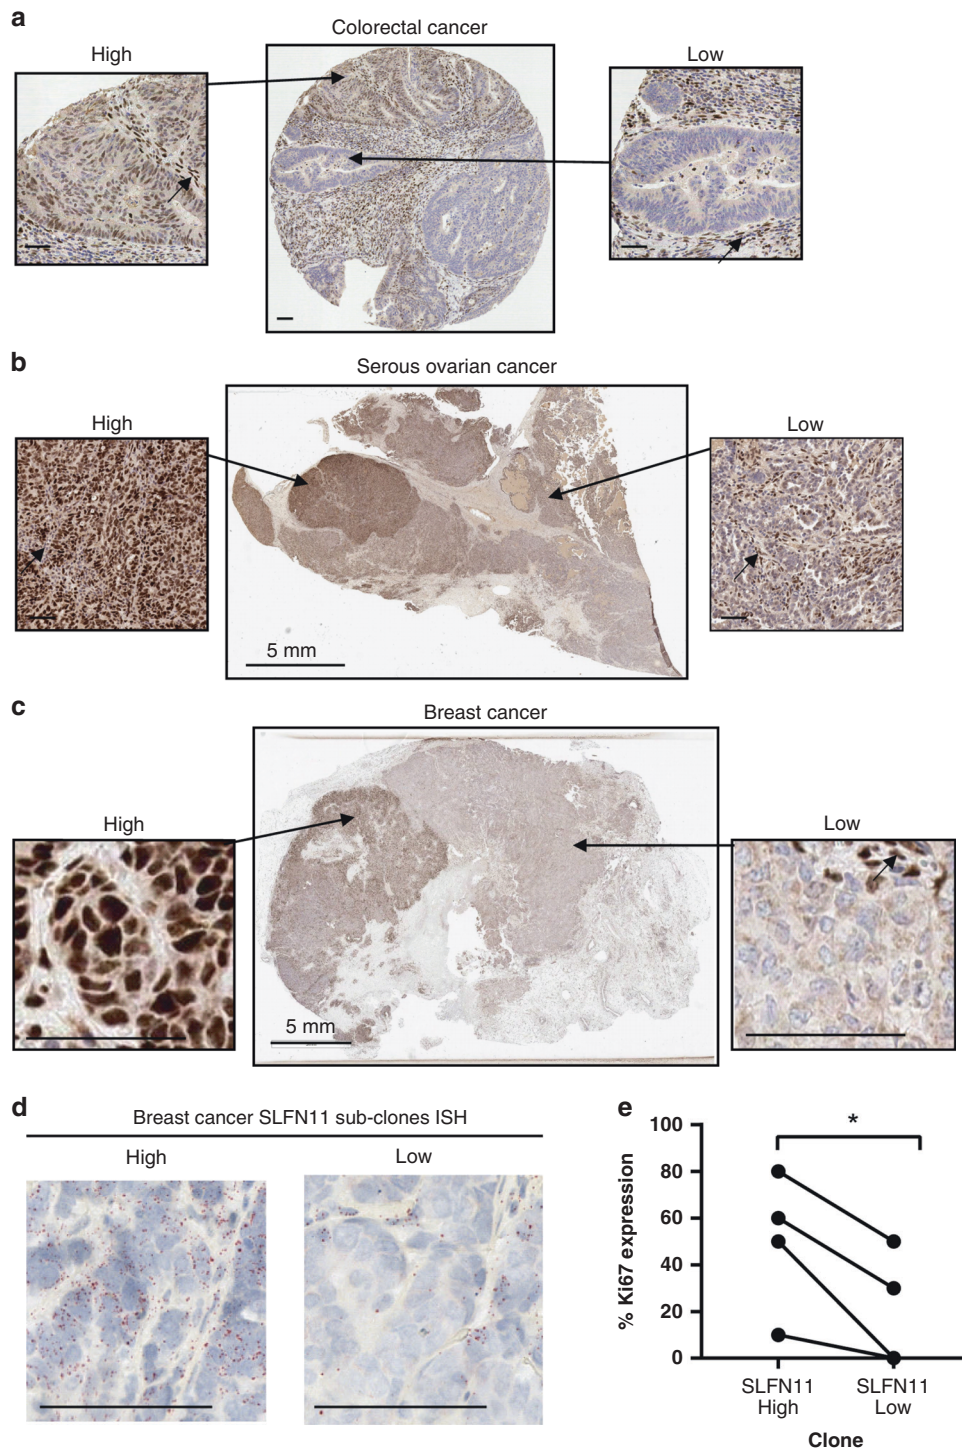 a
Colorectal cancer
High
Low
b
Serous ovarian cancer
High
Low
5 mm
c
Breast cancer
High
Low
5 mm
d
Breast cancer SLFN11 sub-clones ISH
High
Low
e
*
% Ki67 expression
100
80
60
40
20
0
SLFN11
High
SLFN11
Low
Clone